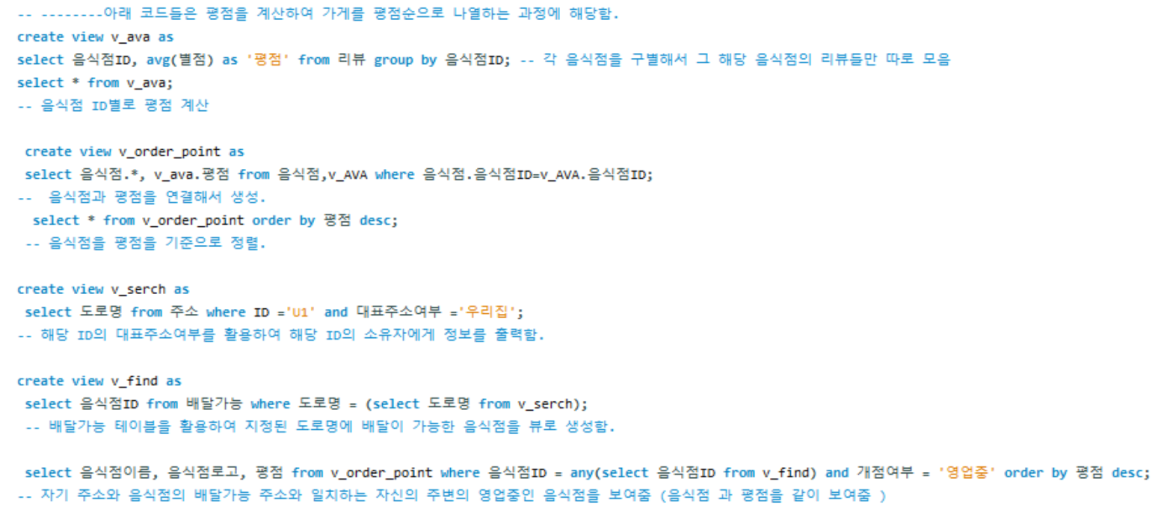 -- --------아래 코드들은 평점을 계산하여 가게를 평점순으로 나열하는 과정에 해당함.
create view v_ava as
select 음식점ID, avg(별점) as '평점' from 리뷰 group by 음식점ID; -- 각 음식점을 구별해서 그 해당 음식점의 리뷰들만 따로 모음
select * from v_ava;
-- 음식점 ID별로 평점 계산
create view v_order_point as
select 음식점.*, v_ava.평점 from 음식점,v_AVA where 음식점.음식점ID=v_AVA.음식점ID;
-- 음식점과 평점을 연결해서 생성.
select * from v_order_point order by 평점 desc;
-- 음식점을 평점을 기준으로 정렬.
create view v_serch as
select 도로명 from 주소 where ID ='U1' and 대표주소여부 ='우리집';
-- 해당 ID의 대표주소여부를 활용하여 해당 ID의 소유자에게 정보를 출력함.
create view v_find as
select 음식점ID from 배달가능 where 도로명 = (select 도로명 from v_serch);
-- 배달가능 테이블을 활용하여 지정된 도로명에 배달이 가능한 음식점을 뷰로 생성함.
select 음식점이름, 음식점로고, 평점 from v_order_point where 음식점ID = any(select 음식점ID from v_find) and 개점여부 = '영업중' order by 평점 desc;
-- 자기 주소와 음식점의 배달가능 주소와 일치하는 자신의 주변의 영업중인 음식점을 보여줌 (음식점 과 평점을 같이 보여줌 )